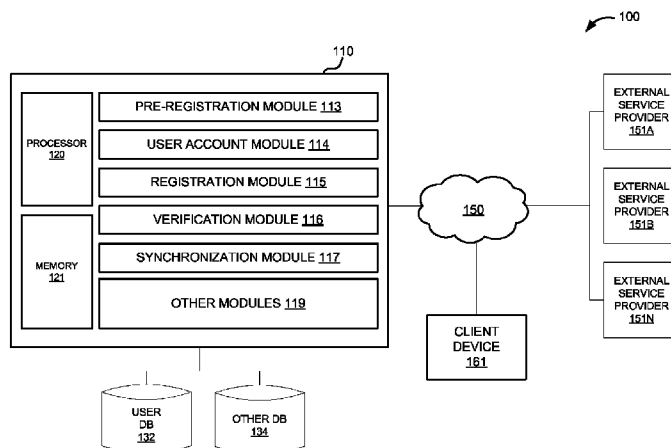 100
110
PROCESSOR
120
MEMORY
121
PRE-REGISTRATION MODULE 113
USER ACCOUNT MODULE 114
REGISTRATION MODULE 115
VERIFICATION MODULE 116
SYNCHRONIZATION MODULE 117
OTHER MODULES 119
USER
DB
132
OTHER DB
134
150
CLIENT
DEVICE
161
EXTERNAL
SERVICE
PROVIDER
151A
EXTERNAL
SERVICE
PROVIDER
151B
EXTERNAL
SERVICE
PROVIDER
151N